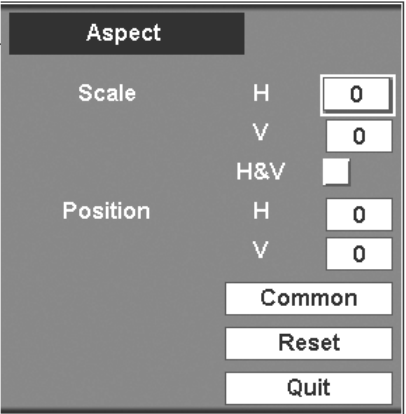 Aspect
Scale H 0
V 0
H&V
Position H 0
V 0
Common
Reset
Quit